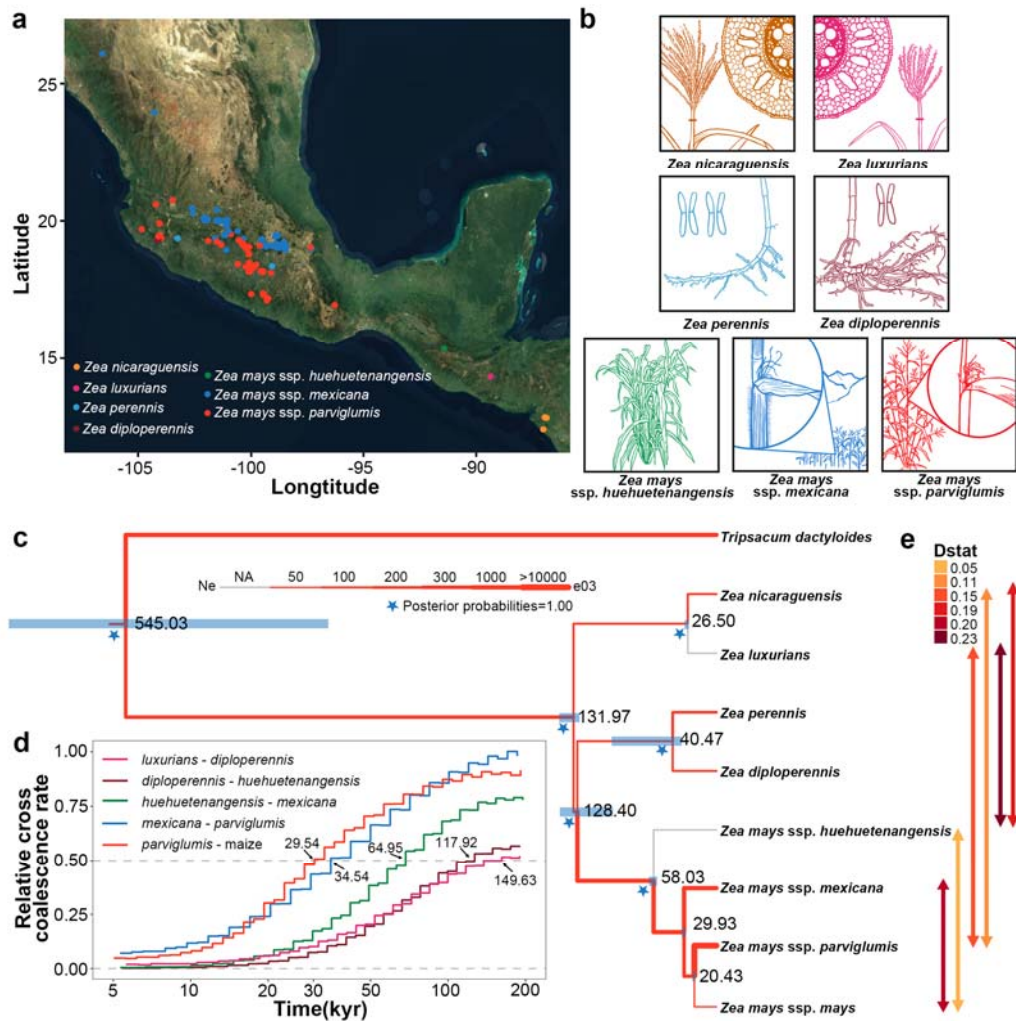 a
25
20
15
Latitude
-105
-100
-95
-90
Longtitude
Zea nicaraguensis
Zea luxurians
Zea perennis
Zea diploperennis
Zea mays ssp. huehuetenangensis
Zea mays ssp. mexicana
Zea mays ssp. parviglumis
b
Zea nicaraguensis
Zea luxurians
Zea perennis
Zea diploperennis
Zea mays
ssp. huehuetenangensis
Zea mays
ssp. mexicana
Zea mays
ssp. parviglumis
c
Tripsacum dactyloides
Ne NA 50 100 200 300 1000 >10000 e03
Posterior probabilities=1.00
545.03
Zea nicaraguensis
26.50
Zea luxurians
131.97
Zea perennis
40.47
Zea diploperennis
128.40
Zea mays ssp. huehuetenangensis
58.03
Zea mays ssp. mexicana
29.93
Zea mays ssp. parviglumis
20.43
Zea mays ssp. mays
d
Relative cross
coalescence rate
1.00
0.75
0.50
0.25
0.00
luxurians - diploperennis
diploperennis - huehuetenangensis
huehuetenangensis - mexicana
mexicana - parviglumis
parviglumis - maize
29.54
34.54
64.95
117.92
149.63
5 10 20 30 50 100 200
Time(kyr)
e
Dstat
0.05
0.11
0.15
0.19
0.20
0.23